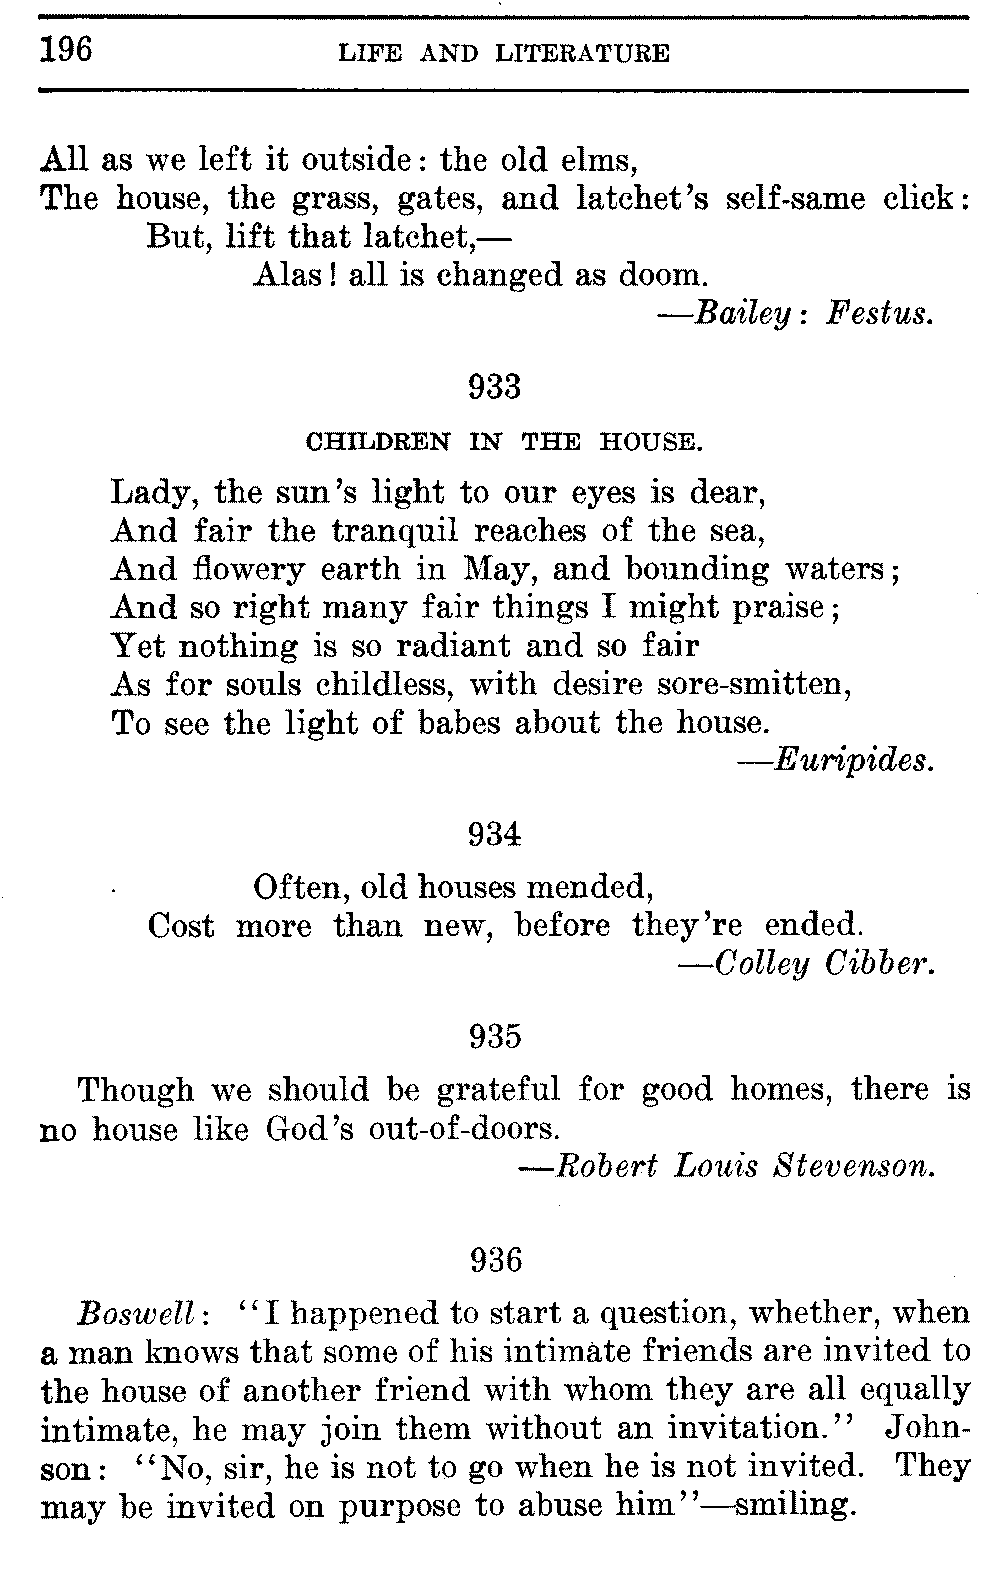 196 LIFE AND LITERATURE
All as we left it outside: the old elms,
The house, the grass, gates, and latchet's self-same click:
But, lift that latchet,—
Alas! all is changed as doom.
—Bailey: Festus.
933
CHILDREN IN THE HOUSE.
Lady, the sun's light to our eyes is dear,
And fair the tranquil reaches of the sea,
And flowery earth in May, and bounding waters;
And so right many fair things I might praise;
Yet nothing is so radiant and so fair
As for souls childless, with desire sore-smitten,
To see the light of babes about the house.
—Euripides.
934
Often, old houses mended,
Cost more than new, before they're ended.
—Colley Cibber.
935
Though we should be grateful for good homes, there is
no house like God's out-of-doors.
—Robert Louis Stevenson.
936
Boswell: "I happened to start a question, whether, when
a man knows that some of his intimate friends are invited to
the house of another friend with whom they are all equally
intimate, he may join them without an invitation." John-
son: "No, sir, he is not to go when he is not invited. They
may be invited on purpose to abuse him"—smiling.